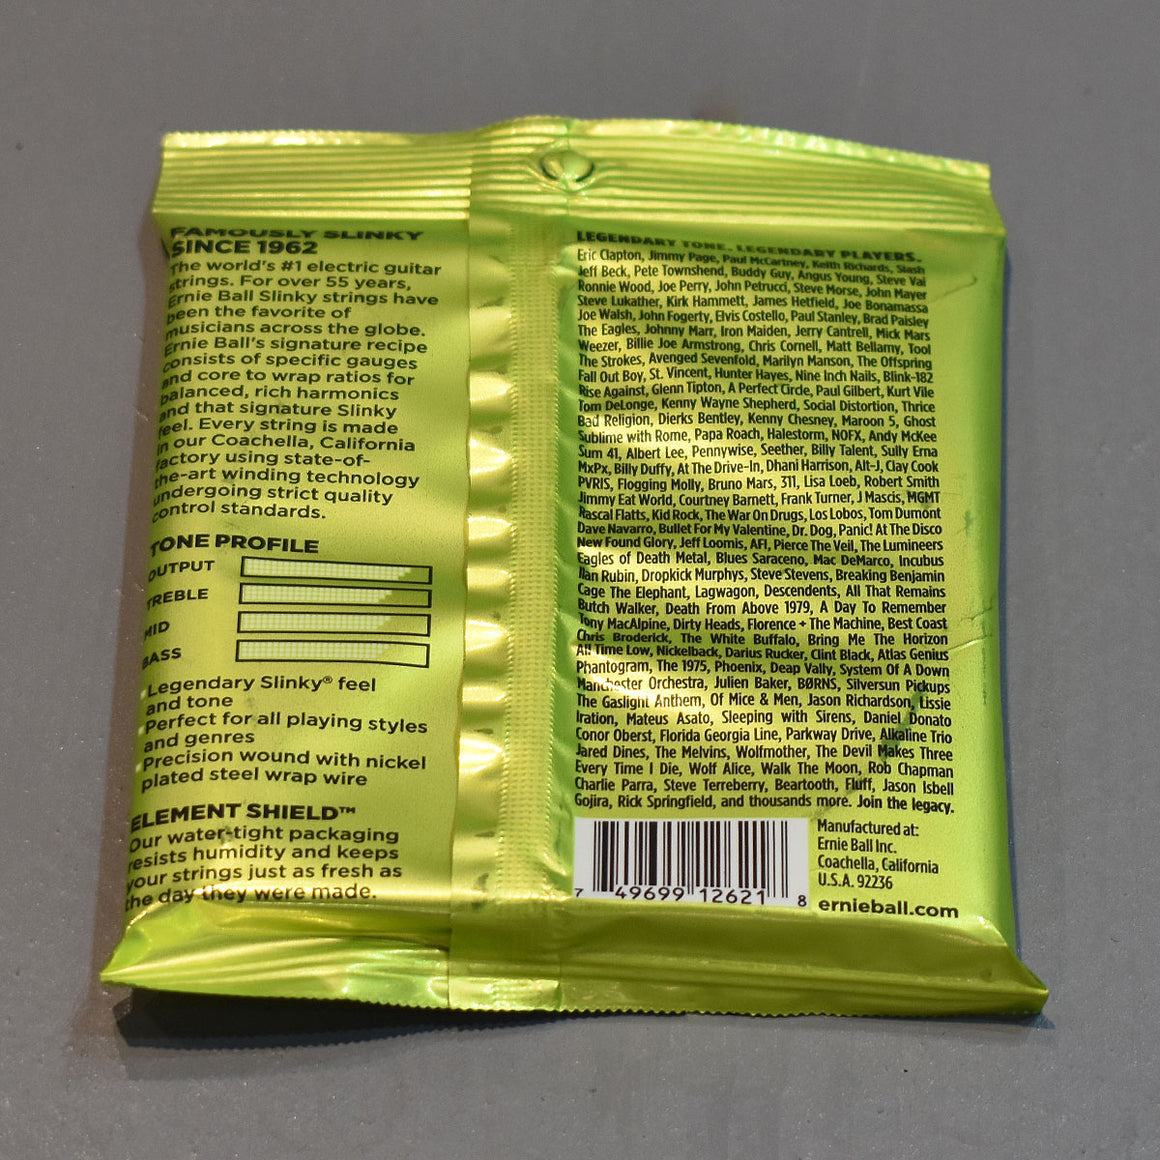 FAMOUSLY SLINKY
SINCE 1962
The world's #1 electric guitar
strings. For over 55 years,
Ernie Ball Slinky strings have
been the favorite of
musicians across the globe.
Ernie Ball's signature recipe
consists of specific gauges
and core to wrap ratios for
balanced, rich harmonics
and that signature Slinky
feel. Every string is made
in our Coachella, California
factory using state-of-
the-art winding technology
undergoing strict quality
control standards.
TONE PROFILE
OUTPUT
TREBLE
MID
BASS
Legendary Slinky® feel
and tone
Perfect for all playing styles
and genres
Precision wound with nickel
plated steel wrap wire
ELEMENT SHIELD™
Our water-tight packaging
resists humidity and keeps
your strings just as fresh as
the day they were made.
LEGENDARY TONE. LEGENDARY PLAYERS.
Eric Clapton, Jimmy Page, Paul McCartney, Keith Richards, Slash
Jeff Beck, Pete Townshend, Buddy Guy, Angus Young, Steve Vai
Ronnie Wood, Joe Perry, John Petrucci, Steve Morse, John Mayer
Steve Lukather, Kirk Hammett, James Hetfield, Joe Bonamassa
Joe Walsh, John Fogerty, Elvis Costello, Paul Stanley, Brad Paisley
The Eagles, Johnny Marr, Iron Maiden, Jerry Cantrell, Mick Mars
Weezer, Billie Joe Armstrong, Chris Cornell, Matt Bellamy, Tool
The Strokes, Avenged Sevenfold, Marilyn Manson, The Offspring
Fall Out Boy, St. Vincent, Hunter Hayes, Nine Inch Nails, Blink-182
Rise Against, Glenn Tipton, A Perfect Circle, Paul Gilbert, Kurt Vile
Tom DeLonge, Kenny Wayne Shepherd, Social Distortion, Thrice
Bad Religion, Dierks Bentley, Kenny Chesney, Maroon 5, Ghost
Sublime with Rome, Papa Roach, Halestorm, NOFX, Andy McKee
Sum 41, Albert Lee, Pennywise, Seether, Billy Talent, Sully Erna
MxPx, Billy Duffy, At The Drive-In, Dhani Harrison, Alt-J, Clay Cook
PVRIS, Flogging Molly, Bruno Mars, 311, Lisa Loeb, Robert Smith
Jimmy Eat World, Courtney Barnett, Frank Turner, J Mascis, MGMT
Rascal Flatts, Kid Rock, The War On Drugs, Los Lobos, Tom Dumont
Dave Navarro, Bullet For My Valentine, Dr. Dog, Panic! At The Disco
New Found Glory, Jeff Loomis, AFI, Pierce The Veil, The Lumineers
Eagles of Death Metal, Blues Saraceno, Mac DeMarco, Incubus
Ilan Rubin, Dropkick Murphys, Steve Stevens, Breaking Benjamin
Cage The Elephant, Lagwagon, Descendents, All That Remains
Butch Walker, Death From Above 1979, A Day To Remember
Tony MacAlpine, Dirty Heads, Florence + The Machine, Best Coast
Chris Broderick, The White Buffalo, Bring Me The Horizon
All Time Low, Nickelback, Darius Rucker, Clint Black, Atlas Genius
Phantogram, The 1975, Phoenix, Deap Vally, System Of A Down
Manchester Orchestra, Julien Baker, BØRNS, Silversun Pickups
The Gaslight Anthem, Of Mice & Men, Jason Richardson, Lissie
Iration, Mateus Asato, Sleeping with Sirens, Daniel Donato
Conor Oberst, Florida Georgia Line, Parkway Drive, Alkaline Trio
Jared Dines, The Melvins, Wolfmother, The Devil Makes Three
Every Time I Die, Wolf Alice, Walk The Moon, Rob Chapman
Charlie Parra, Steve Terreberry, Beartooth, Fluff, Jason Isbell
Gojira, Rick Springfield, and thousands more. Join the legacy.
7 49699 12621 8
Manufactured at:
Ernie Ball Inc.
Coachella, California
U.S.A. 92236
ernieball.com